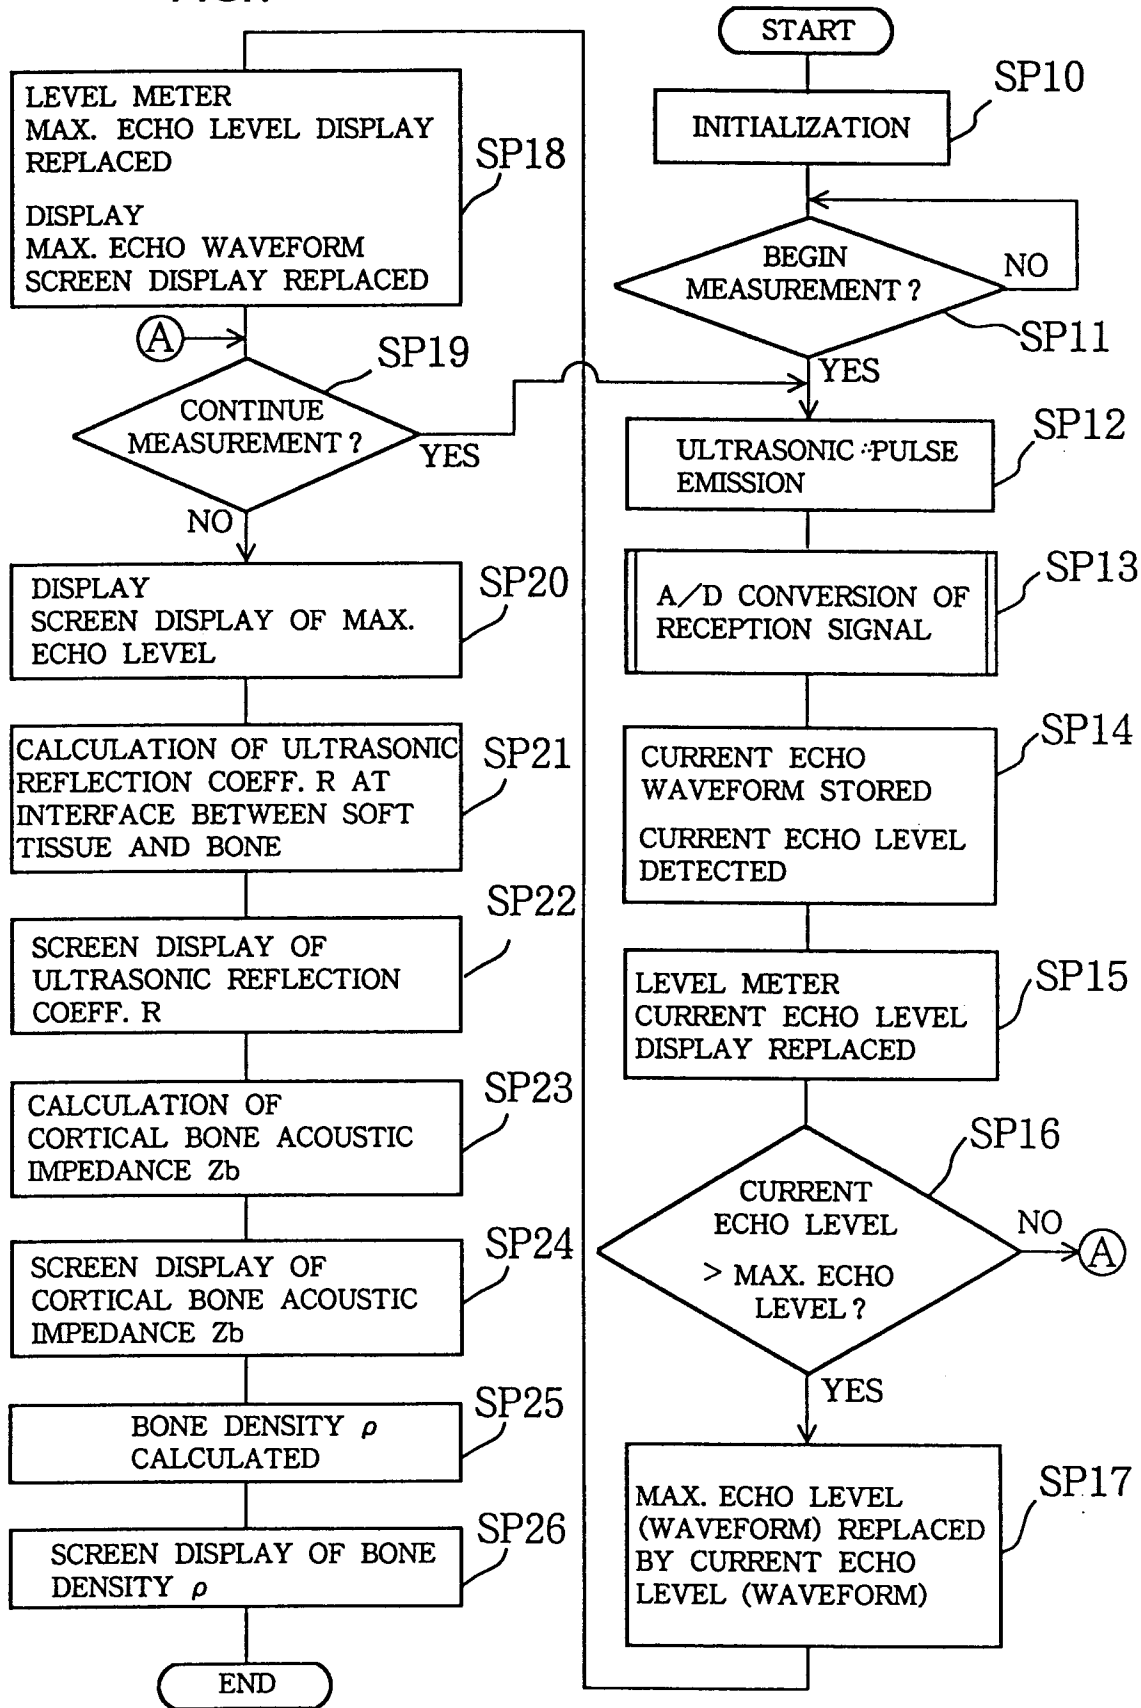 START
SP10
INITIALIZATION
BEGIN
MEASUREMENT ?
NO
SP11
YES
SP12
ULTRASONIC PULSE
EMISSION
SP13
A/D CONVERSION OF
RECEPTION SIGNAL
SP14
CURRENT ECHO
WAVEFORM STORED
CURRENT ECHO LEVEL
DETECTED
SP15
LEVEL METER
CURRENT ECHO LEVEL
DISPLAY REPLACED
SP16
CURRENT
ECHO LEVEL
> MAX. ECHO
LEVEL ?
NO
A
YES
SP17
MAX. ECHO LEVEL
(WAVEFORM) REPLACED
BY CURRENT ECHO
LEVEL (WAVEFORM)
LEVEL METER
MAX. ECHO LEVEL DISPLAY
REPLACED
SP18
DISPLAY
MAX. ECHO WAVEFORM
SCREEN DISPLAY REPLACED
A
SP19
CONTINUE
MEASUREMENT ?
YES
NO
SP20
DISPLAY
SCREEN DISPLAY OF MAX.
ECHO LEVEL
SP21
CALCULATION OF ULTRASONIC
REFLECTION COEFF. R AT
INTERFACE BETWEEN SOFT
TISSUE AND BONE
SP22
SCREEN DISPLAY OF
ULTRASONIC REFLECTION
COEFF. R
SP23
CALCULATION OF
CORTICAL BONE ACOUSTIC
IMPEDANCE Zb
SP24
SCREEN DISPLAY OF
CORTICAL BONE ACOUSTIC
IMPEDANCE Zb
SP25
BONE DENSITY ρ
CALCULATED
SP26
SCREEN DISPLAY OF BONE
DENSITY ρ
END